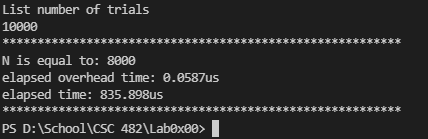 List number of trials
10000
*********************************************************
N is equal to: 8000
elapsed overhead time: 0.0587us
elapsed time: 835.898us
*********************************************************
PS D:\School\CSC 482\Lab0x00>